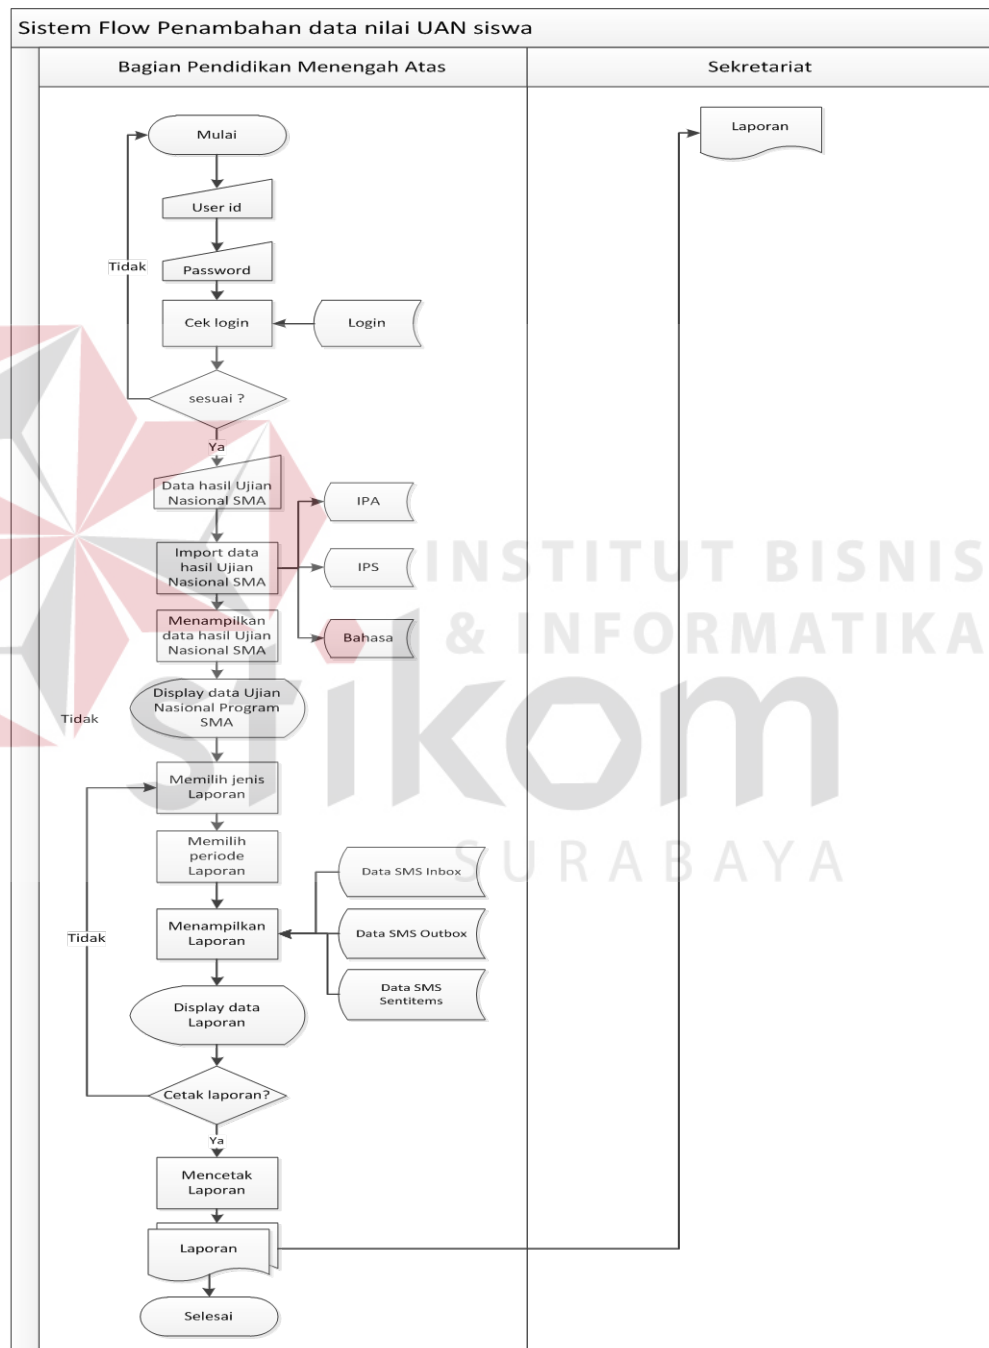 Sistem Flow Penambahan data nilai UAN siswa
Bagian Pendidikan Menengah Atas
Sekretariat
Mulai
Laporan
User id
Tidak
Password
Cek login
Login
sesuai ?
Ya
Data hasil Ujian
Nasional SMA
IPA
Import data
hasil Ujian
Nasional SMA
IPS
Menampilkan
data hasil Ujian
Nasional SMA
Bahasa
Display data Ujian
Nasional Program
SMA
Tidak
Memilih jenis
Laporan
Memilih
periode
Laporan
Data SMS Inbox
Menampilkan
Laporan
Data SMS Outbox
Tidak
Data SMS
Sentitems
Display data
Laporan
Cetak laporan?
Ya
Mencetak
Laporan
Laporan
Selesai
INSTITUT BISNIS
& INFORMATIKA
stikom
SURABAYA